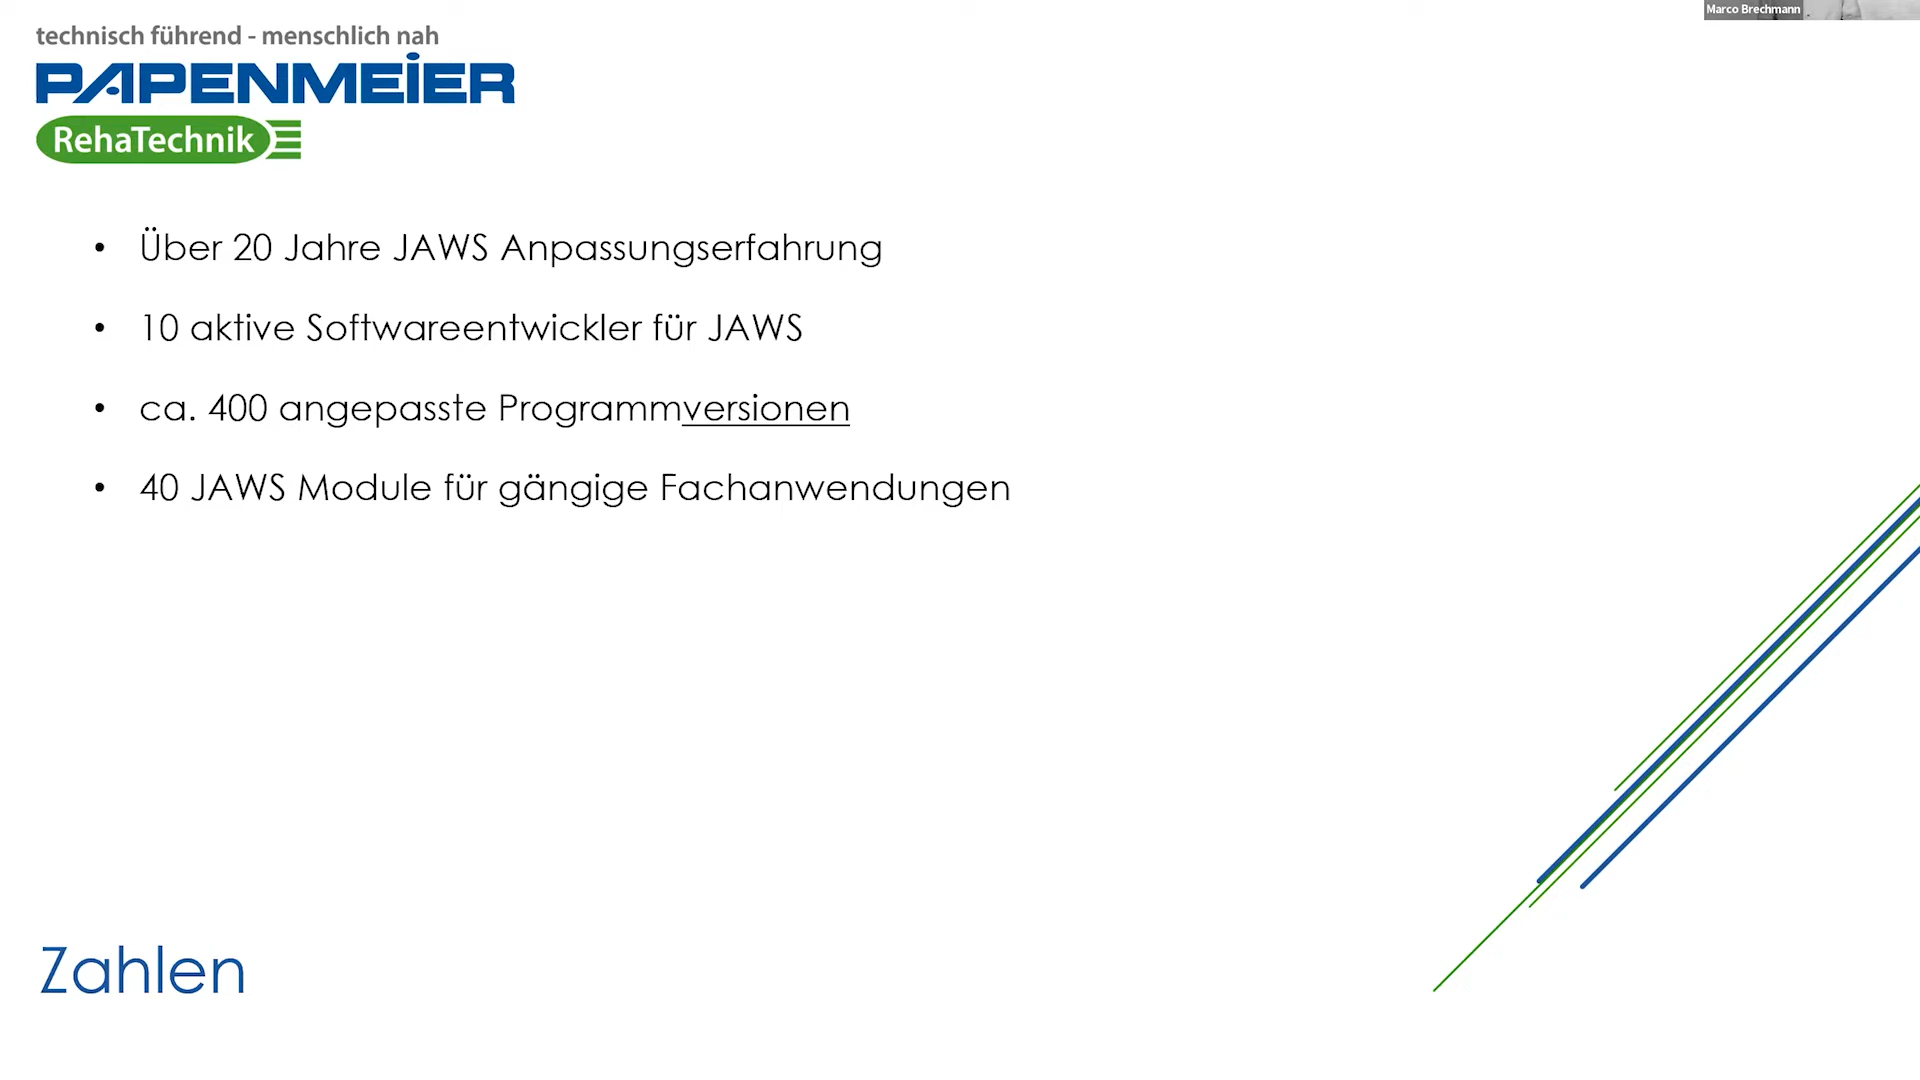 Marco Brechmann
technisch führend - menschlich nah
PAPENMEIER
RehaTechnik
• Über 20 Jahre JAWS Anpassungserfahrung
• 10 aktive Softwareentwickler für JAWS
• ca. 400 angepasste Programmversionen
• 40 JAWS Module für gängige Fachanwendungen
Zahlen